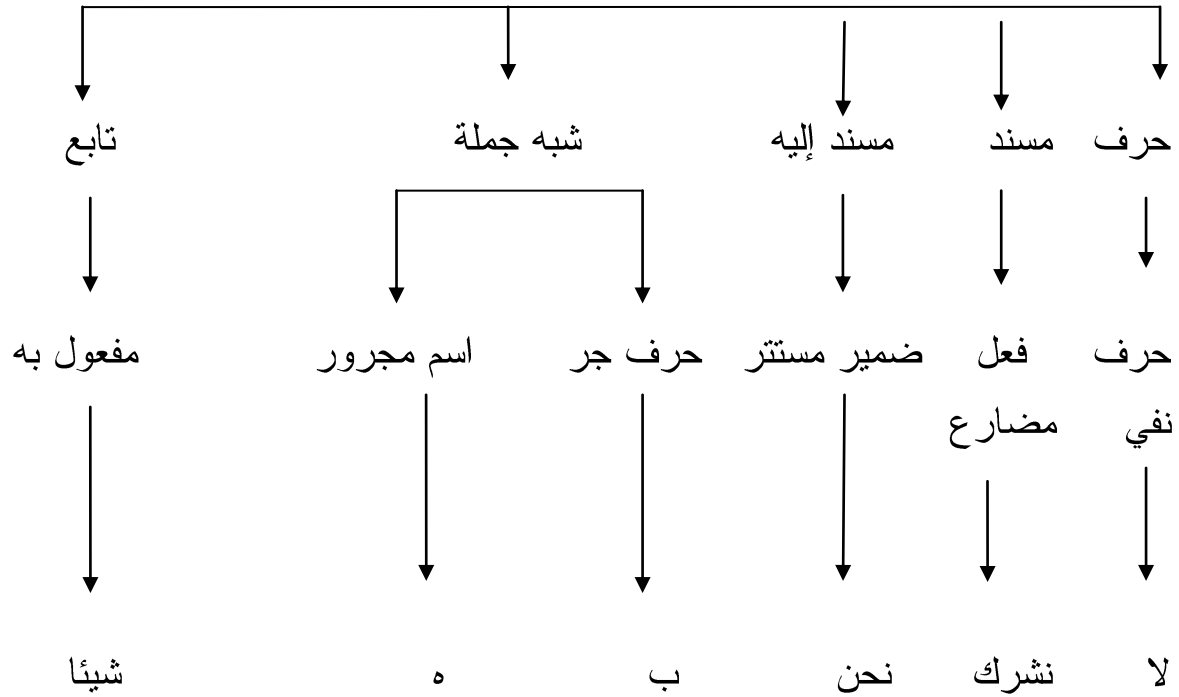 حرف مسند مسند إليه شبه جملة تابع
حرف فعل ضمير مستتر حرف جر اسم مجرور مفعول به
نفي مضارع
لا نشرك نحن ب ه شيئا